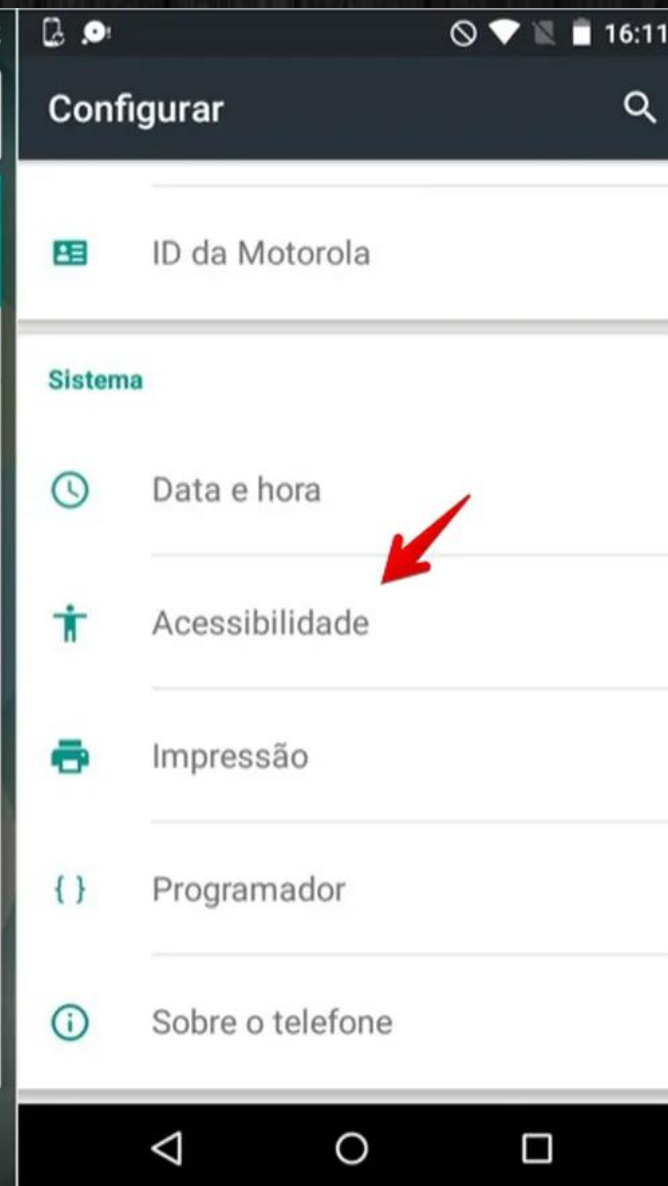 16:11
Configurar
ID da Motorola
Sistema
Data e hora
Acessibilidade
Impressão
{ } Programador
Sobre o telefone